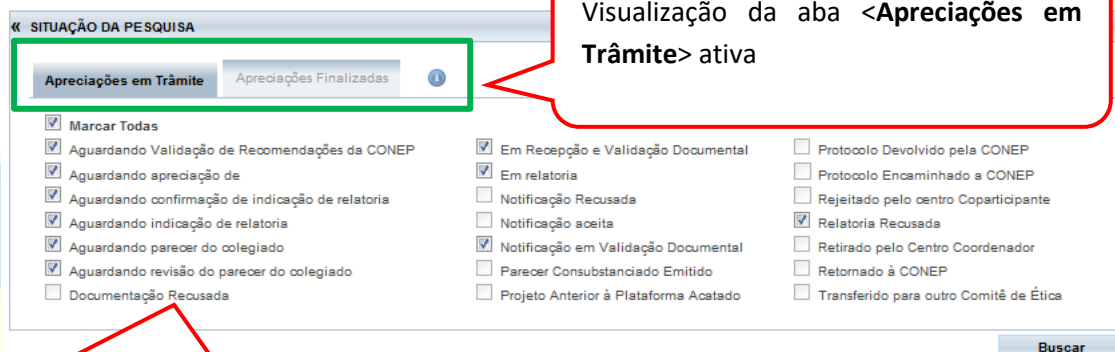 Visualização da aba <Apreciações em
Trâmite> ativa
« SITUAÇÃO DA PESQUISA
Apreciações em Trâmite Apreciações Finalizadas
Marcar Todas
Aguardando Validação de Recomendações da CONEP
Aguardando apreciação de
Aguardando confirmação de indicação de relatoria
Aguardando indicação de relatoria
Aguardando parecer do colegiado
Aguardando revisão do parecer do colegiado
Documentação Recusada
Em Recepção e Validação Documental
Em relatoria
Notificação Recusada
Notificação aceita
Notificação em Validação Documental
Parecer Consubstanciado Emitido
Projeto Anterior à Plataforma Acatado
Protocolo Devolvido pela CONEP
Protocolo Encaminhado a CONEP
Rejeitado pelo centro Coparticipante
Relatoria Recusada
Retirado pelo Centro Coordenador
Retornado à CONEP
Transferido para outro Comitê de Ética
Buscar